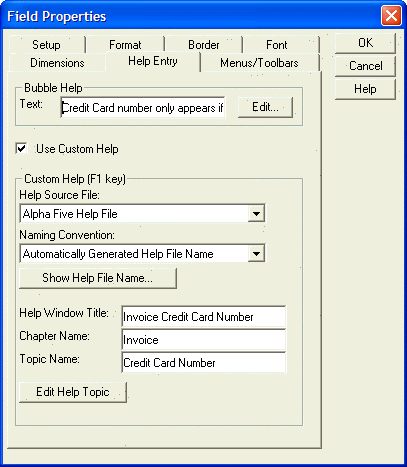 Field Properties
Setup Format Border Font
Dimensions Help Entry Menus/Toolbars
OK
Cancel
Help
Bubble Help
Text: Credit Card number only appears if Edit...
Use Custom Help
Custom Help (F1 key)
Help Source File:
Alpha Five Help File
Naming Convention:
Automatically Generated Help File Name
Show Help File Name...
Help Window Title: Invoice Credit Card Number
Chapter Name: Invoice
Topic Name: Credit Card Number
Edit Help Topic